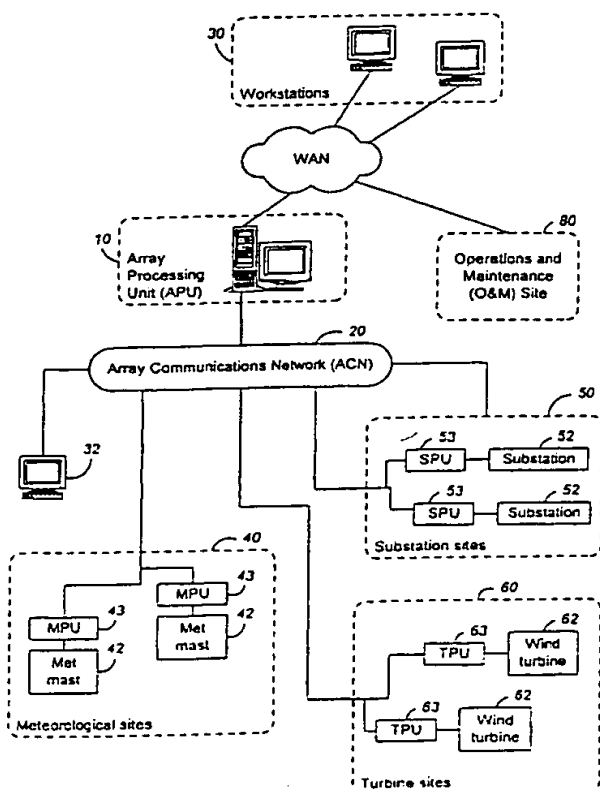 30
Workstations
WAN
10
Array
Processing
Unit (APU)
80
Operations and
Maintenance
(O&M) Site
20
Array Communications Network (ACN)
32
50
53
52
SPU
Substation
53
52
SPU
Substation
Substation sites
40
43
MPU
43
MPU
42
Met
mast
42
Met
mast
Meteorological sites
60
62
63
TPU
Wind
turbine
62
63
TPU
Wind
turbine
Turbine sites